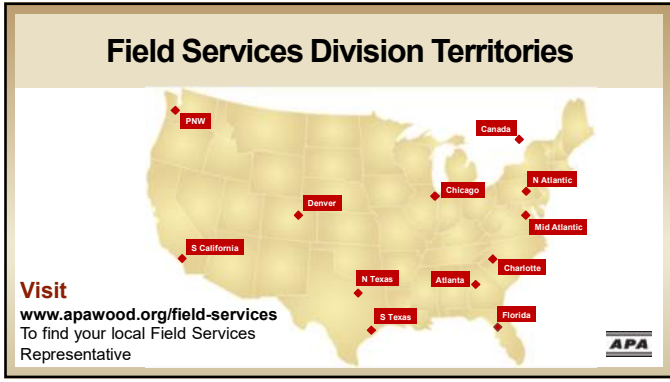 Field Services Division Territories
PNW
Canada
Chicago
N Atlantic
Denver
Mid Atlantic
S California
Charlotte
N Texas
Atlanta
S Texas
Florida
Visit
www.apawood.org/field-services
To find your local Field Services
Representative
APA